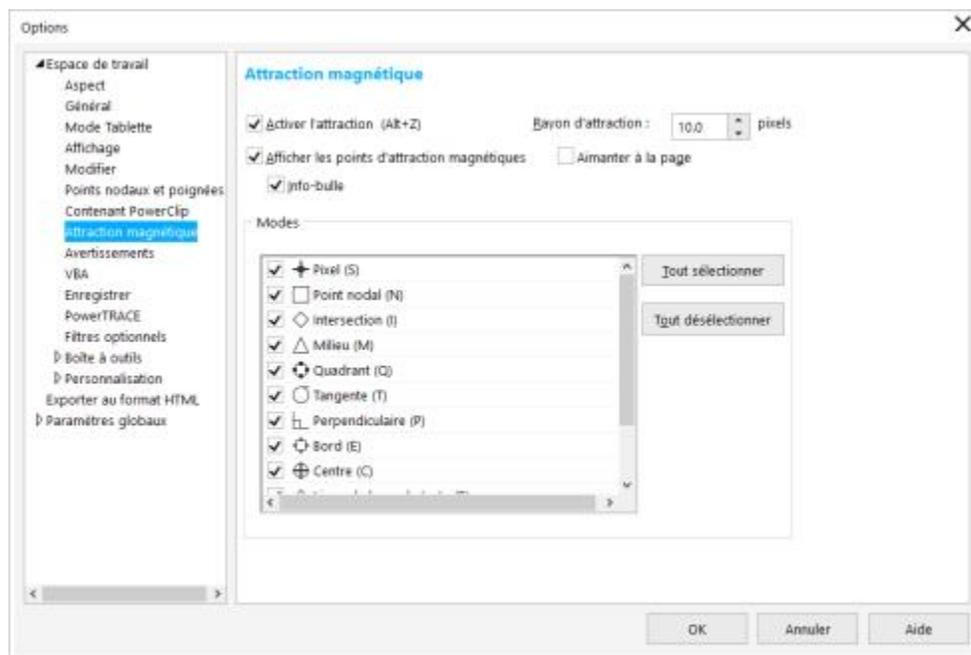 Options
Espace de travail
Aspect
Général
Mode Tablette
Affichage
Modifier
Points nodaux et poignées
Contenant PowerClip
Attraction magnétique
Avertissements
VBA
Enregistrer
PowerTRACE
Filtres optionnels
Boîte à outils
Personnalisation
Exporter au format HTML
Paramètres globaux
Attraction magnétique
Activer l'attraction (Alt+Z)
Rayon d'attraction : 10.0 pixels
Afficher les points d'attraction magnétiques
Aimanter à la page
Info-bulle
Modes
Pixel (S)
Point nodal (N)
Intersection (I)
Milieu (M)
Quadrant (Q)
Tangente (T)
Perpendiculaire (P)
Bord (E)
Centre (C)
Tout sélectionner
Tout désélectionner
OK
Annuler
Aide